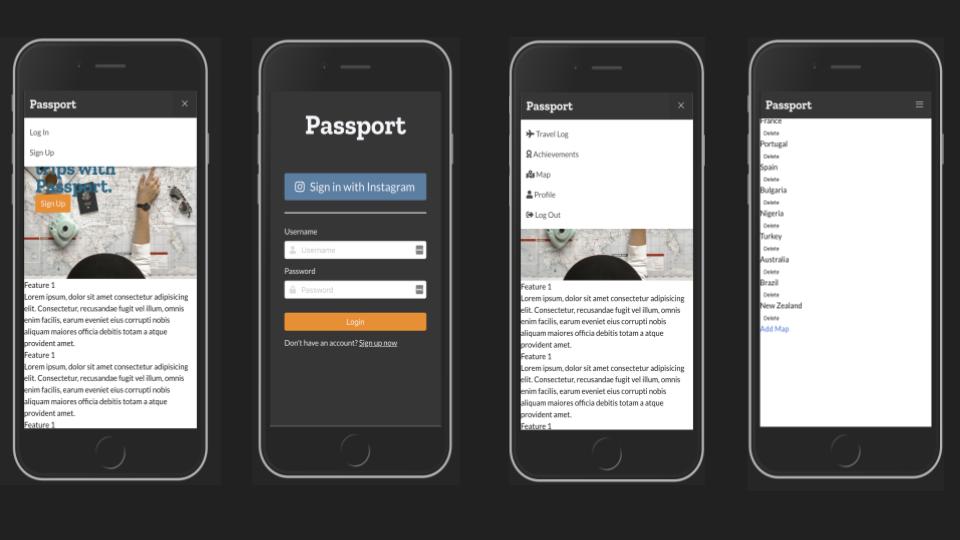 Passport
Log In
Sign Up
trips with
Passport.
Sign Up
Feature 1
Lorem ipsum, dolor sit amet consectetur adipisicing
elit. Consectetur, recusandae fugit vel illum, omnis
enim facilis, earum eveniet eius corrupti nobis
aliquam maiores officia debitis totam a atque
provident amet.
Feature 1
Lorem ipsum, dolor sit amet consectetur adipisicing
elit. Consectetur, recusandae fugit vel illum, omnis
enim facilis, earum eveniet eius corrupti nobis
aliquam maiores officia debitis totam a atque
provident amet.
Feature 1
Passport
Sign in with Instagram
Username
Username
Password
Password
Login
Don't have an account? Sign up now
Passport
Travel Log
Achievements
Map
Profile
Log Out
Feature 1
Lorem ipsum, dolor sit amet consectetur adipisicing
elit. Consectetur, recusandae fugit vel illum, omnis
enim facilis, earum eveniet eius corrupti nobis
aliquam maiores officia debitis totam a atque
provident amet.
Feature 1
Lorem ipsum, dolor sit amet consectetur adipisicing
elit. Consectetur, recusandae fugit vel illum, omnis
enim facilis, earum eveniet eius corrupti nobis
aliquam maiores officia debitis totam a atque
provident amet.
Feature 1
Passport
France
Delete
Portugal
Delete
Spain
Delete
Bulgaria
Delete
Nigeria
Delete
Turkey
Delete
Australia
Delete
Brazil
Delete
New Zealand
Delete
Add Map